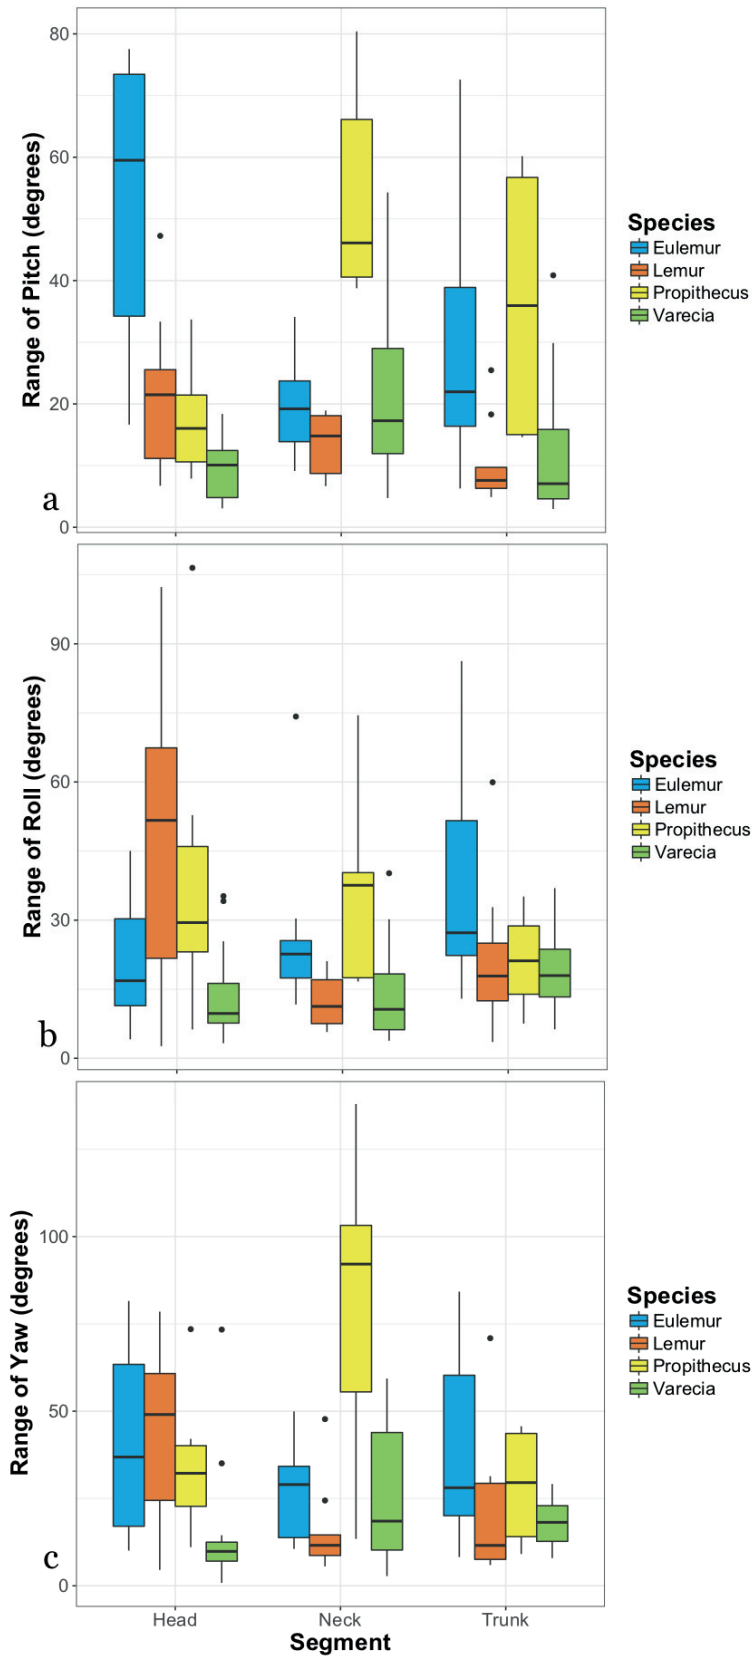 80
60
40
20
0
Range of Pitch (degrees)
a
Species
Eulemur
Lemur
Propithecus
Varecia
90
60
30
0
Range of Roll (degrees)
b
Species
Eulemur
Lemur
Propithecus
Varecia
100
50
0
Range of Yaw (degrees)
c
Species
Eulemur
Lemur
Propithecus
Varecia
Head Neck Trunk
Segment